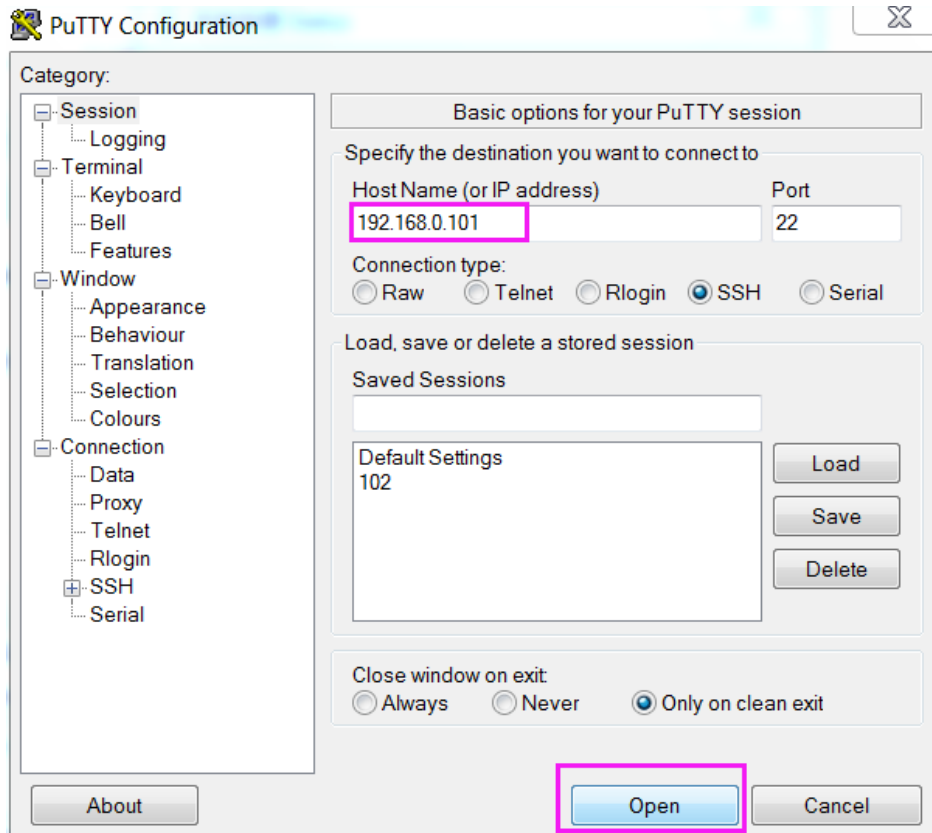 PuTTY Configuration
Category:
Session
Logging
Terminal
Keyboard
Bell
Features
Window
Appearance
Behaviour
Translation
Selection
Colours
Connection
Data
Proxy
Telnet
Rlogin
SSH
Serial
Basic options for your PuTTY session
Specify the destination you want to connect to
Host Name (or IP address) Port
192.168.0.101 22
Connection type:
Raw Telnet Rlogin SSH Serial
Load, save or delete a stored session
Saved Sessions
Default Settings
102
Load
Save
Delete
Close window on exit:
Always Never Only on clean exit
About Open Cancel